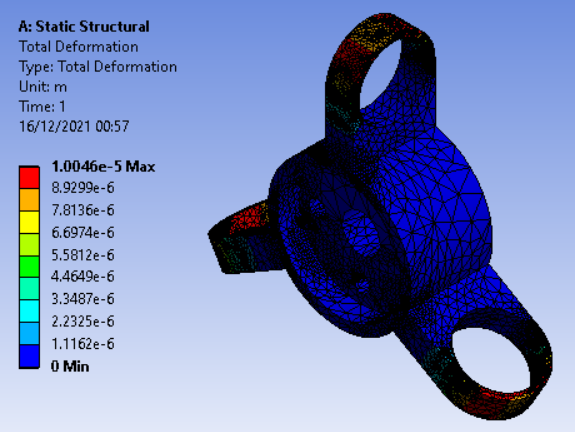 A: Static Structural
Total Deformation
Type: Total Deformation
Unit: m
Time: 1
16/12/2021 00:57
1.0046e-5 Max
8.9299e-6
7.8136e-6
6.6974e-6
5.5812e-6
4.4649e-6
3.3487e-6
2.2325e-6
1.1162e-6
0 Min